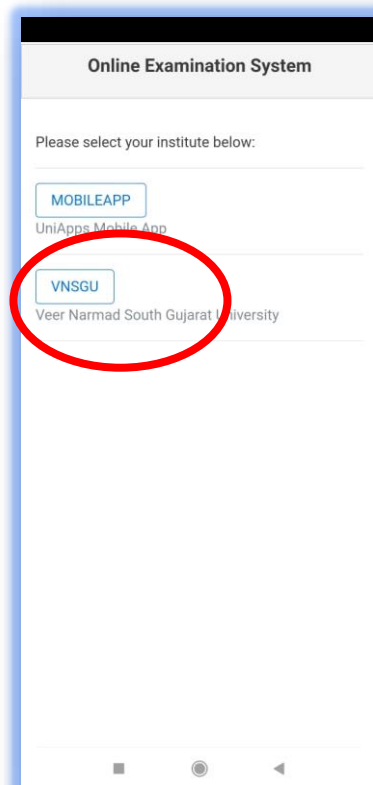 Online Examination System
Please select your institute below:
MOBILEAPP
UniApps Mobile App
VNSGU
Veer Narmad South Gujarat University